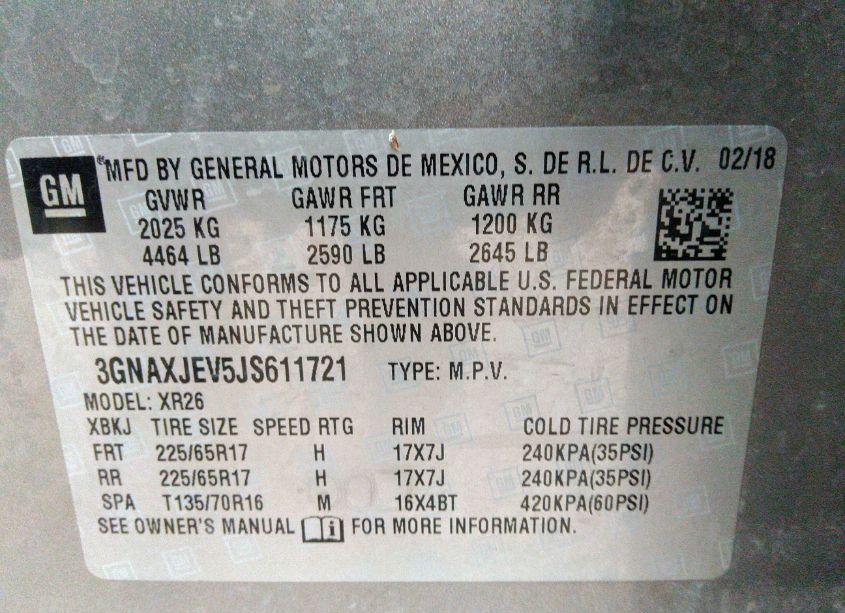 GM ®MFD BY GENERAL MOTORS DE MEXICO, S. DE R.L. DE C.V. 02/18
GVWR GAWR FRT GAWR RR
2025 KG 1175 KG 1200 KG
4464 LB 2590 LB 2645 LB
THIS VEHICLE CONFORMS TO ALL APPLICABLE U.S. FEDERAL MOTOR
VEHICLE SAFETY AND THEFT PREVENTION STANDARDS IN EFFECT ON
THE DATE OF MANUFACTURE SHOWN ABOVE.
3GNAXJEV5JS611721 TYPE: M.P.V.
MODEL: XR26
XBKJ TIRE SIZE SPEED RTG RIM COLD TIRE PRESSURE
FRT 225/65R17 H 17X7J 240KPA(35PSI)
RR 225/65R17 H 17X7J 240KPA(35PSI)
SPA T135/70R16 M 16X4BT 420KPA(60PSI)
SEE OWNER'S MANUAL i FOR MORE INFORMATION.